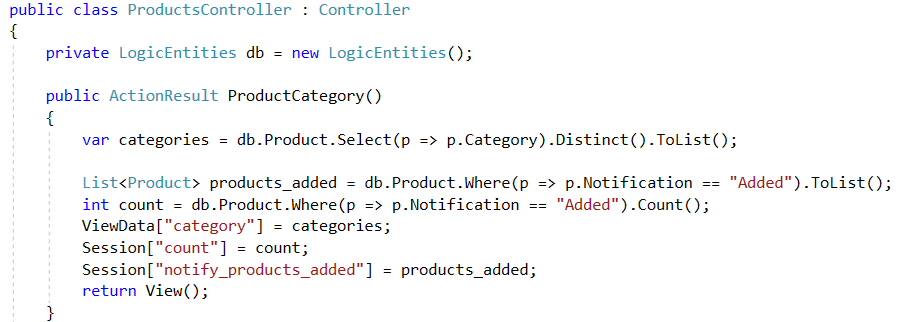 public class ProductsController : Controller
{
private LogicEntities db = new LogicEntities();
public ActionResult ProductCategory()
{
var categories = db.Product.Select(p => p.Category).Distinct().ToList();
List<Product> products_added = db.Product.Where(p => p.Notification == "Added").ToList();
int count = db.Product.Where(p => p.Notification == "Added").Count();
ViewData["category"] = categories;
Session["count"] = count;
Session["notify_products_added"] = products_added;
return View();
}